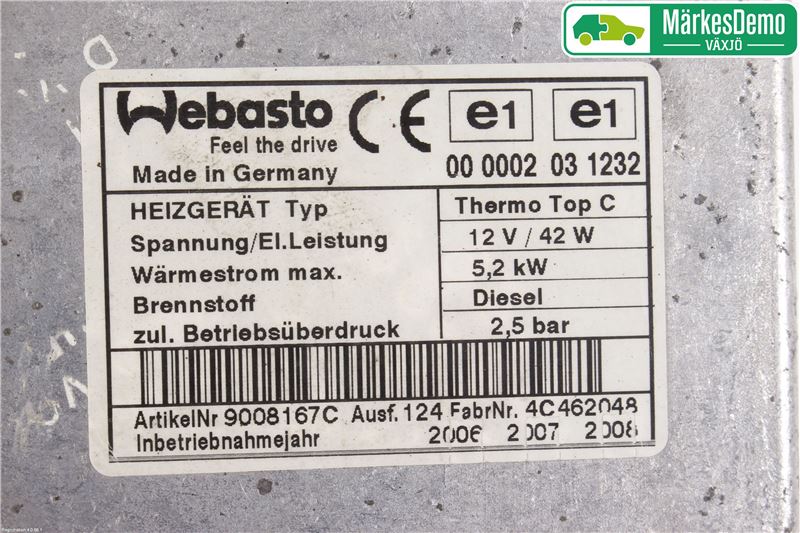 MärkesDemo
VÄXJÖ
Webasto
Feel the drive
Made in Germany
e1 e1
00 0002 03 1232
HEIZGERÄT Typ Thermo Top C
Spannung/El.Leistung 12 V / 42 W
Wärmestrom max. 5,2 kW
Brennstoff Diesel
zul. Betriebsüberdruck 2,5 bar
ArtikelNr 9008167C Ausf. 124 FabrNr. 4C462048
Inbetriebnahmejahr 2006 2007 2008